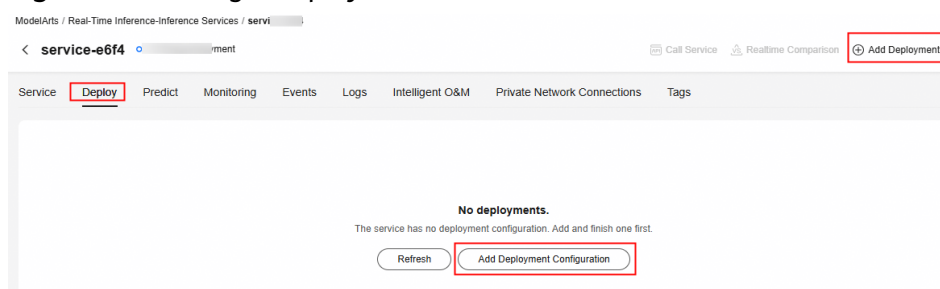 ModelArts / Real-Time Inference-Inference Services / servi
< service-e6f4
Call Service Realtime Comparison Add Deployment
Service Deploy Predict Monitoring Events Logs Intelligent O&M Private Network Connections Tags
No deployments.
The service has no deployment configuration. Add and finish one first.
Refresh Add Deployment Configuration